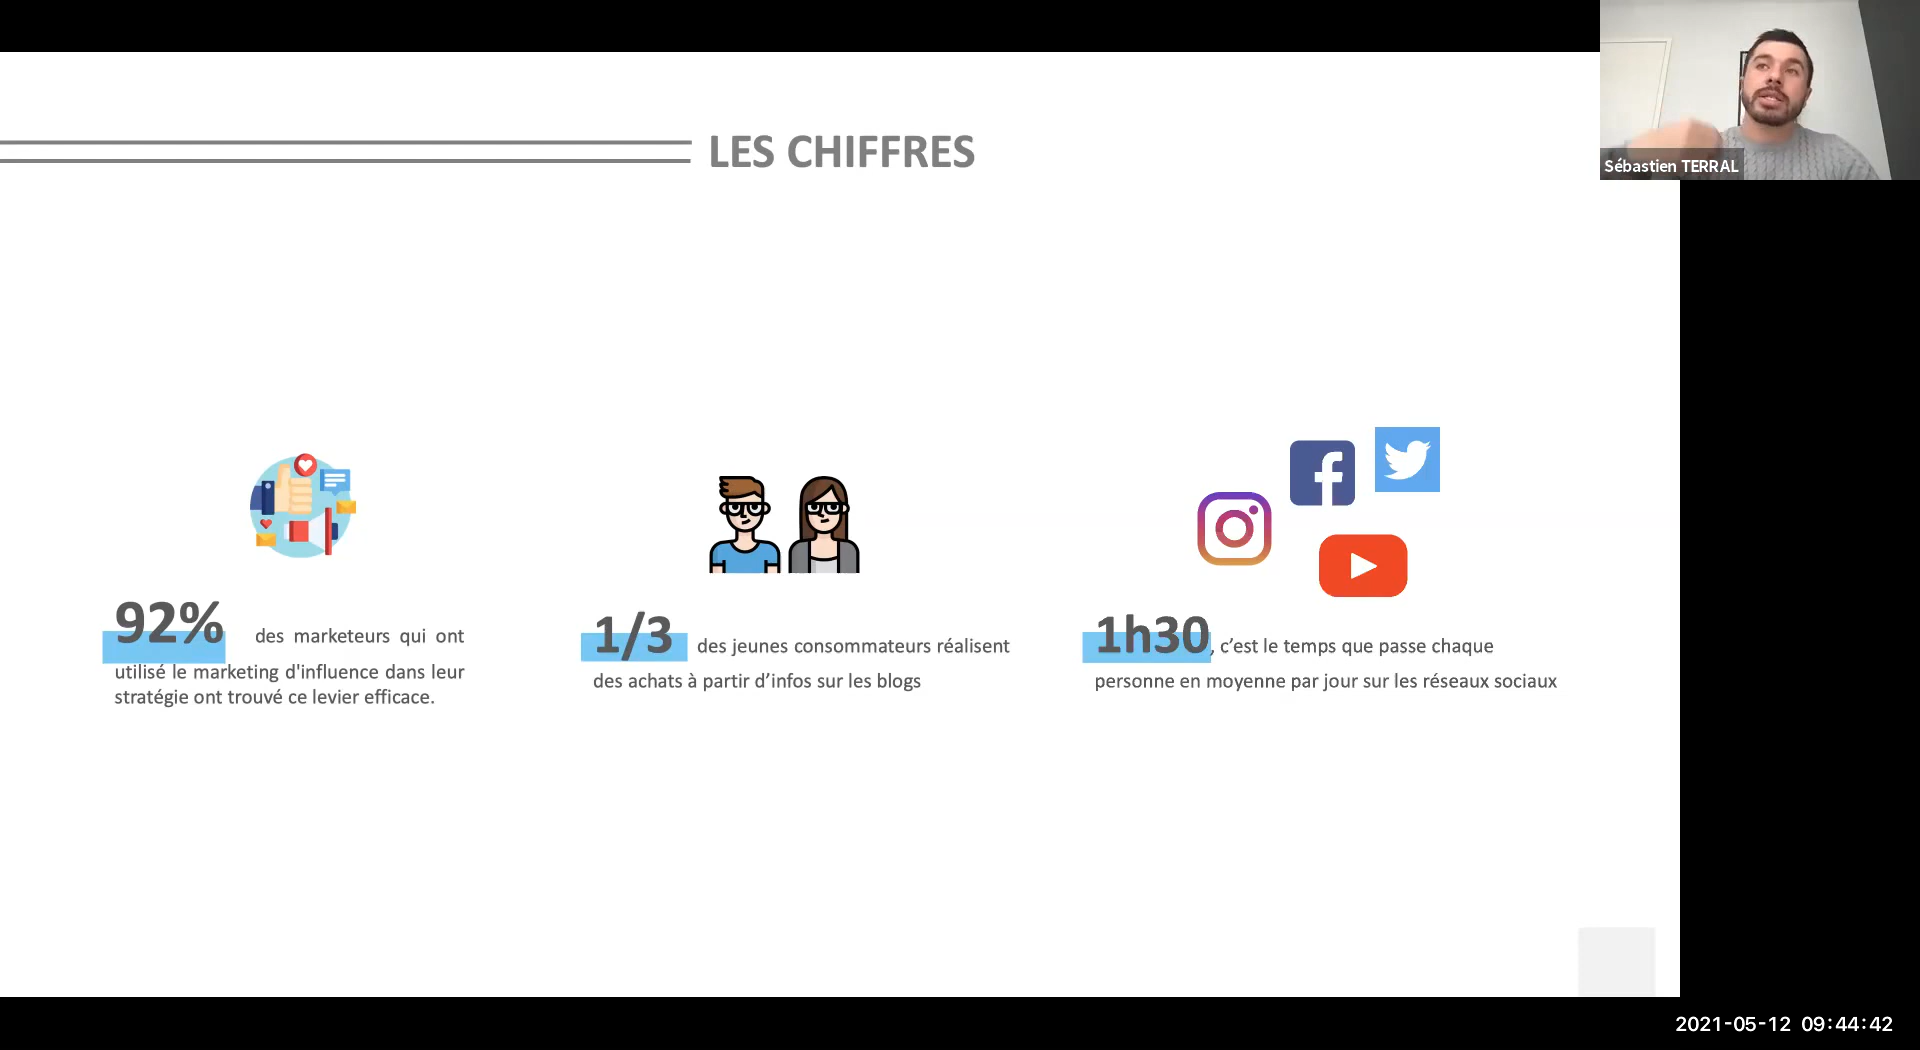 LES CHIFFRES
Sébastien TERRAL
92% des marketeurs qui ont
utilisé le marketing d'influence dans leur
stratégie ont trouvé ce levier efficace.
1/3 des jeunes consommateurs réalisent
des achats à partir d’infos sur les blogs
1h30, c’est le temps que passe chaque
personne en moyenne par jour sur les réseaux sociaux
2021-05-12 09:44:42